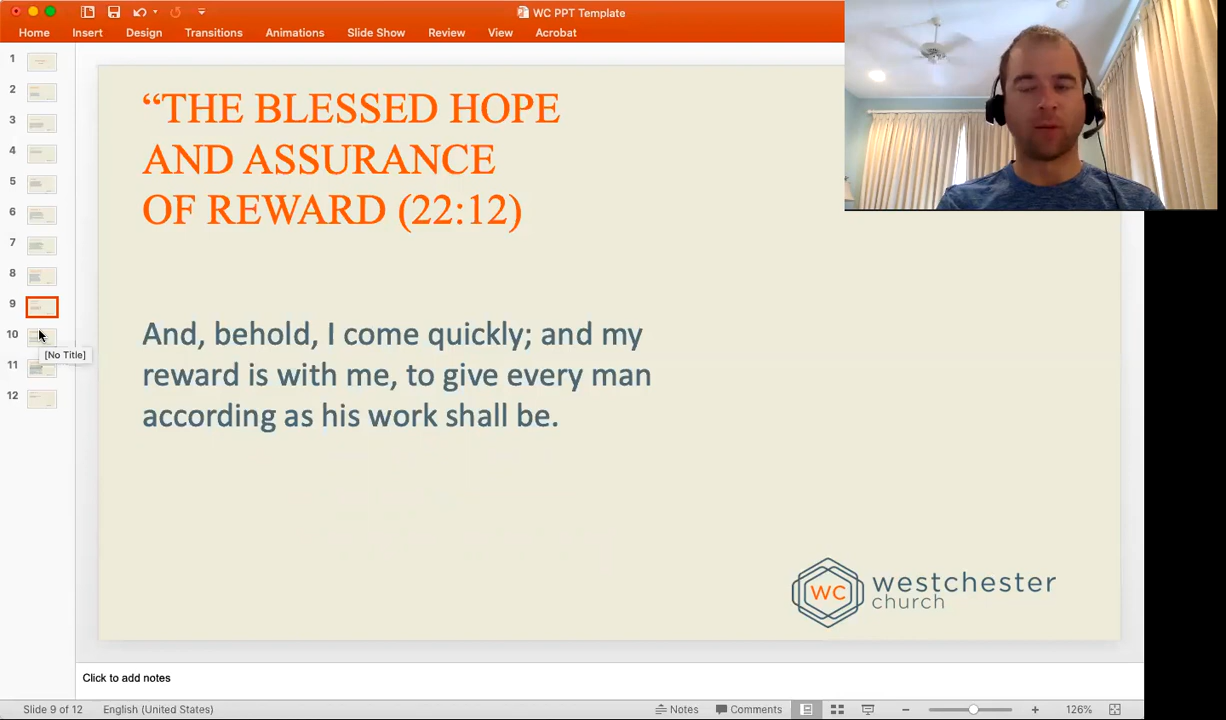 WC PPT Template
Home Insert Design Transitions Animations Slide Show Review View Acrobat
1
2
3
4
5
6
7
8
9
10
11
12
[No Title]
“THE BLESSED HOPE
AND ASSURANCE
OF REWARD (22:12)
And, behold, I come quickly; and my
reward is with me, to give every man
according as his work shall be.
WC westchester
church
Click to add notes
Slide 9 of 12 English (United States) Notes Comments 126%